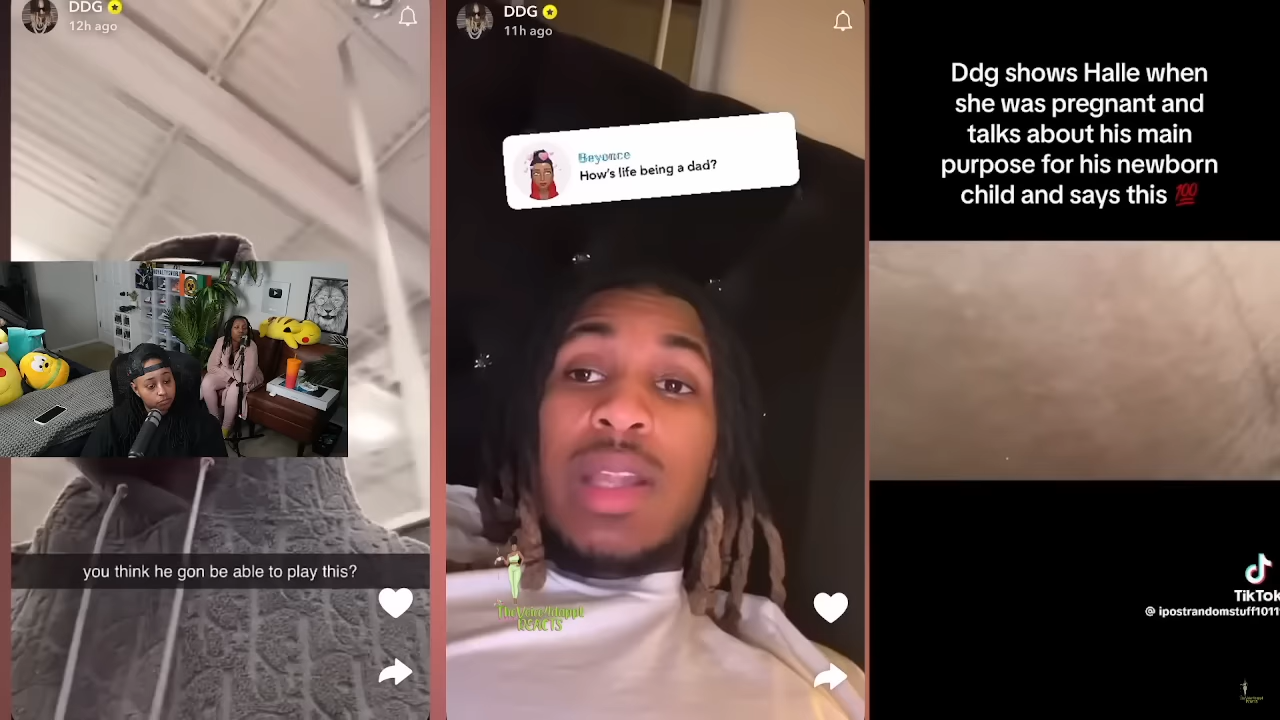 DDG
12h ago
you think he gon be able to play this?
DDG
11h ago
Beyonce
How's life being a dad?
REACTS
Ddg shows Halle when
she was pregnant and
talks about his main
purpose for his newborn
child and says this 💯
TikTok